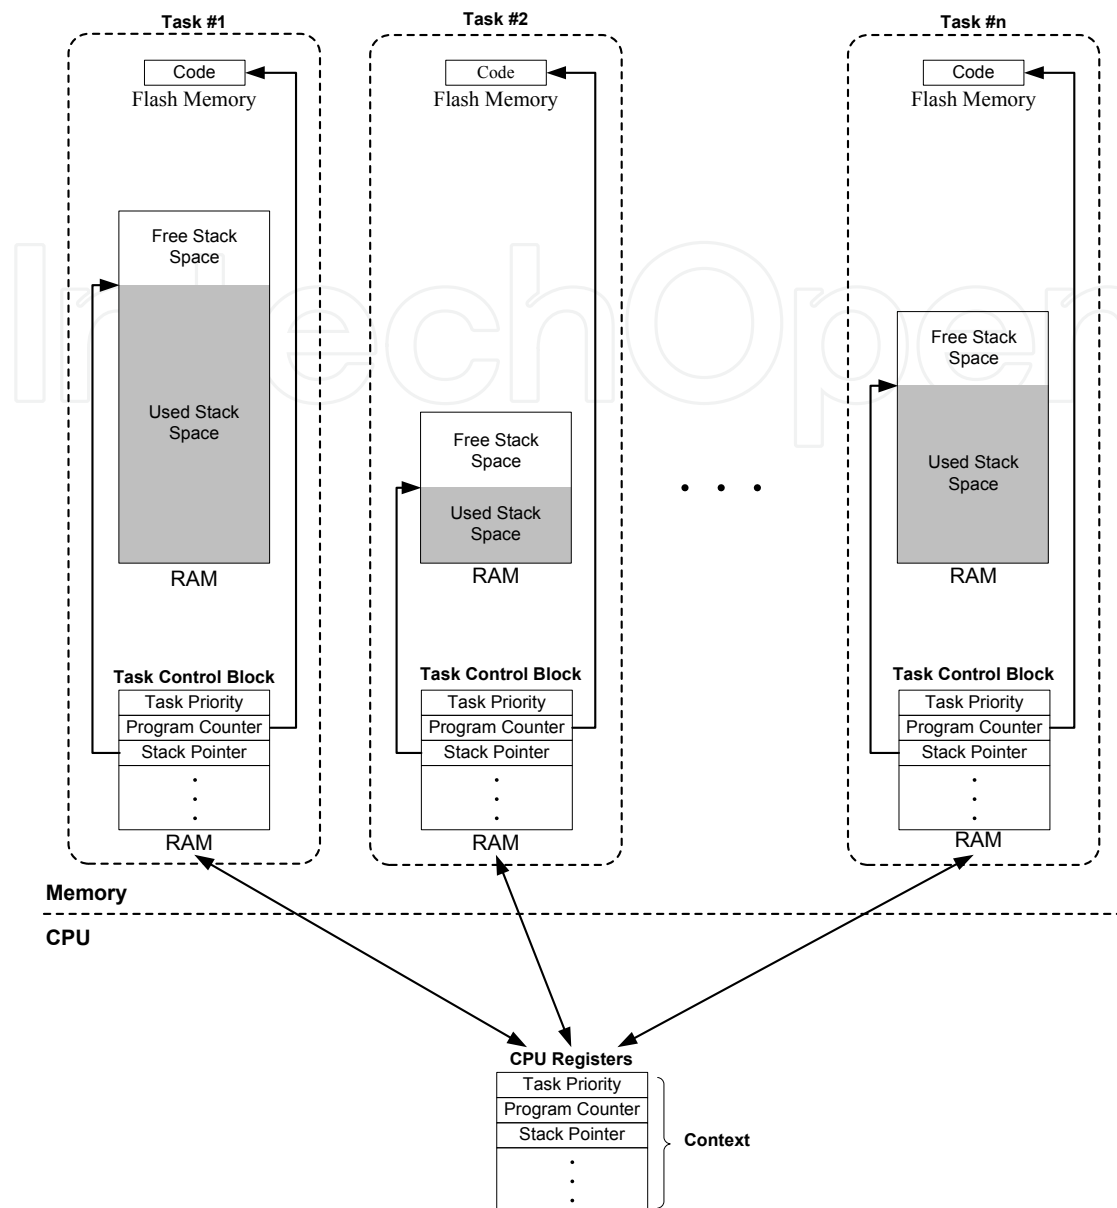 Task #1
Code
Flash Memory
Free Stack
Space
Used Stack
Space
RAM
Task Control Block
Task Priority
Program Counter
Stack Pointer
RAM
Task #2
Code
Flash Memory
Free Stack
Space
Used Stack
Space
RAM
Task Control Block
Task Priority
Program Counter
Stack Pointer
RAM
Task #n
Code
Flash Memory
Free Stack
Space
Used Stack
Space
RAM
Task Control Block
Task Priority
Program Counter
Stack Pointer
RAM
IntechOpen
Memory
CPU
CPU Registers
Task Priority
Program Counter
Stack Pointer
Context